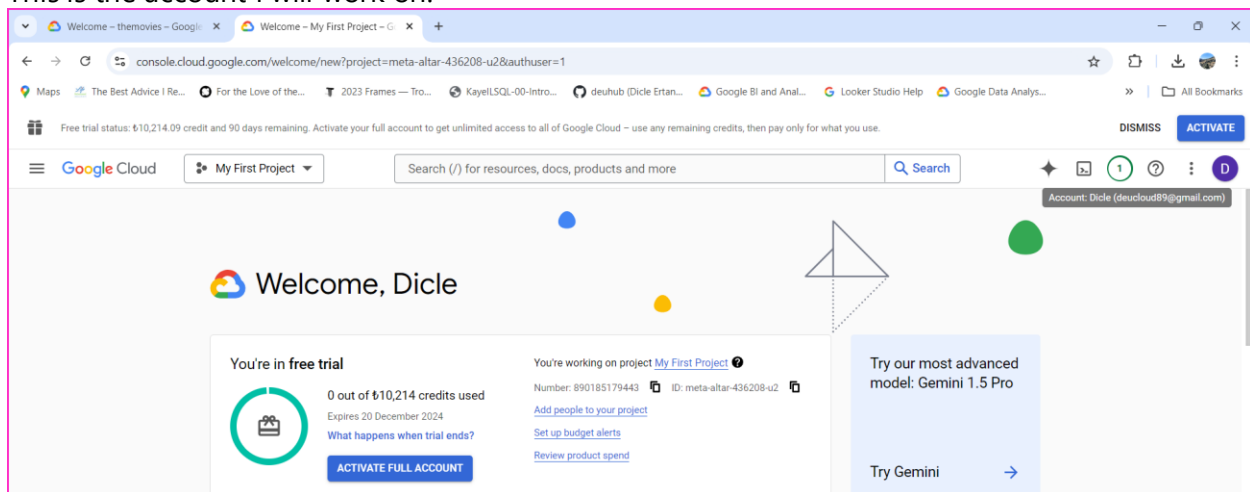 This is the account I will work on.
Welcome – themovies – Google
Welcome – My First Project – G
console.cloud.google.com/welcome/new?project=meta-altar-436208-u2&authuser=1
Maps
The Best Advice I Re...
For the Love of the...
2023 Frames — Tro...
KayelLSQL-00-Intro...
deuhub (Dicle Ertan...
Google BI and Anal...
Looker Studio Help
Google Data Analys...
»
All Bookmarks
Free trial status: ₺10,214.09 credit and 90 days remaining. Activate your full account to get unlimited access to all of Google Cloud – use any remaining credits, then pay only for what you use.
DISMISS
ACTIVATE
Google Cloud
My First Project
Search (/) for resources, docs, products and more
Search
1
D
Account: Dicle (deucloud89@gmail.com)
Welcome, Dicle
You're in free trial
0 out of ₺10,214 credits used
Expires 20 December 2024
What happens when trial ends?
ACTIVATE FULL ACCOUNT
You're working on project My First Project
Number: 890185179443 ID: meta-altar-436208-u2
Add people to your project
Set up budget alerts
Review product spend
Try our most advanced
model: Gemini 1.5 Pro
Try Gemini